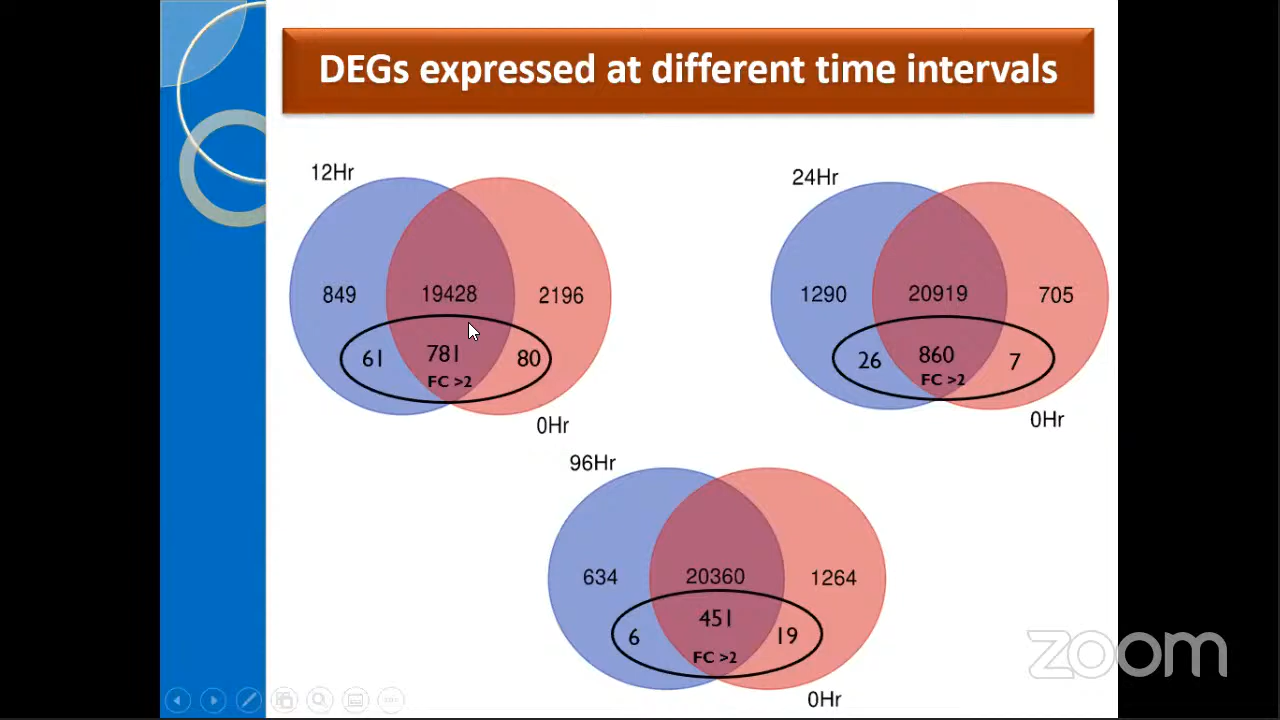 DEGs expressed at different time intervals
12Hr
849
19428
2196
61
781
80
FC >2
0Hr
24Hr
1290
20919
705
26
860
7
FC >2
0Hr
96Hr
634
20360
1264
6
451
19
FC >2
0Hr
zoom